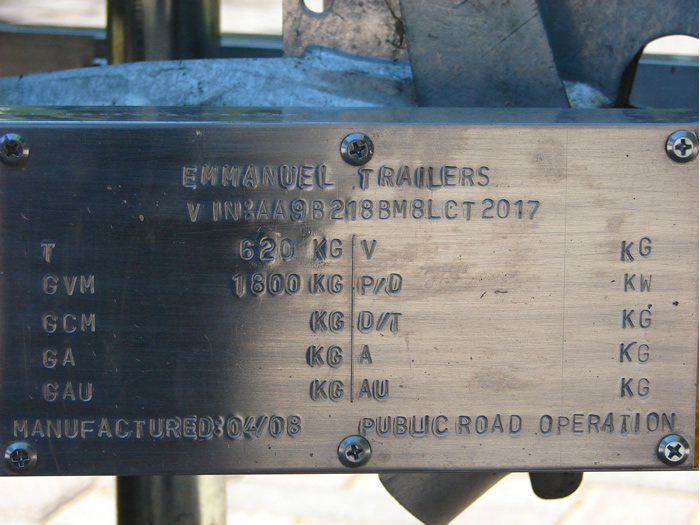 EMMANUEL TRAILERS
VIN:AA9B218BM8LCT2017
T 620 KG V KG
GVM 1800 KG P/D KW
GCM KG D/T KG
GA KG A KG
GAU KG AU KG
MANUFACTURED:04/08 PUBLIC ROAD OPERATION